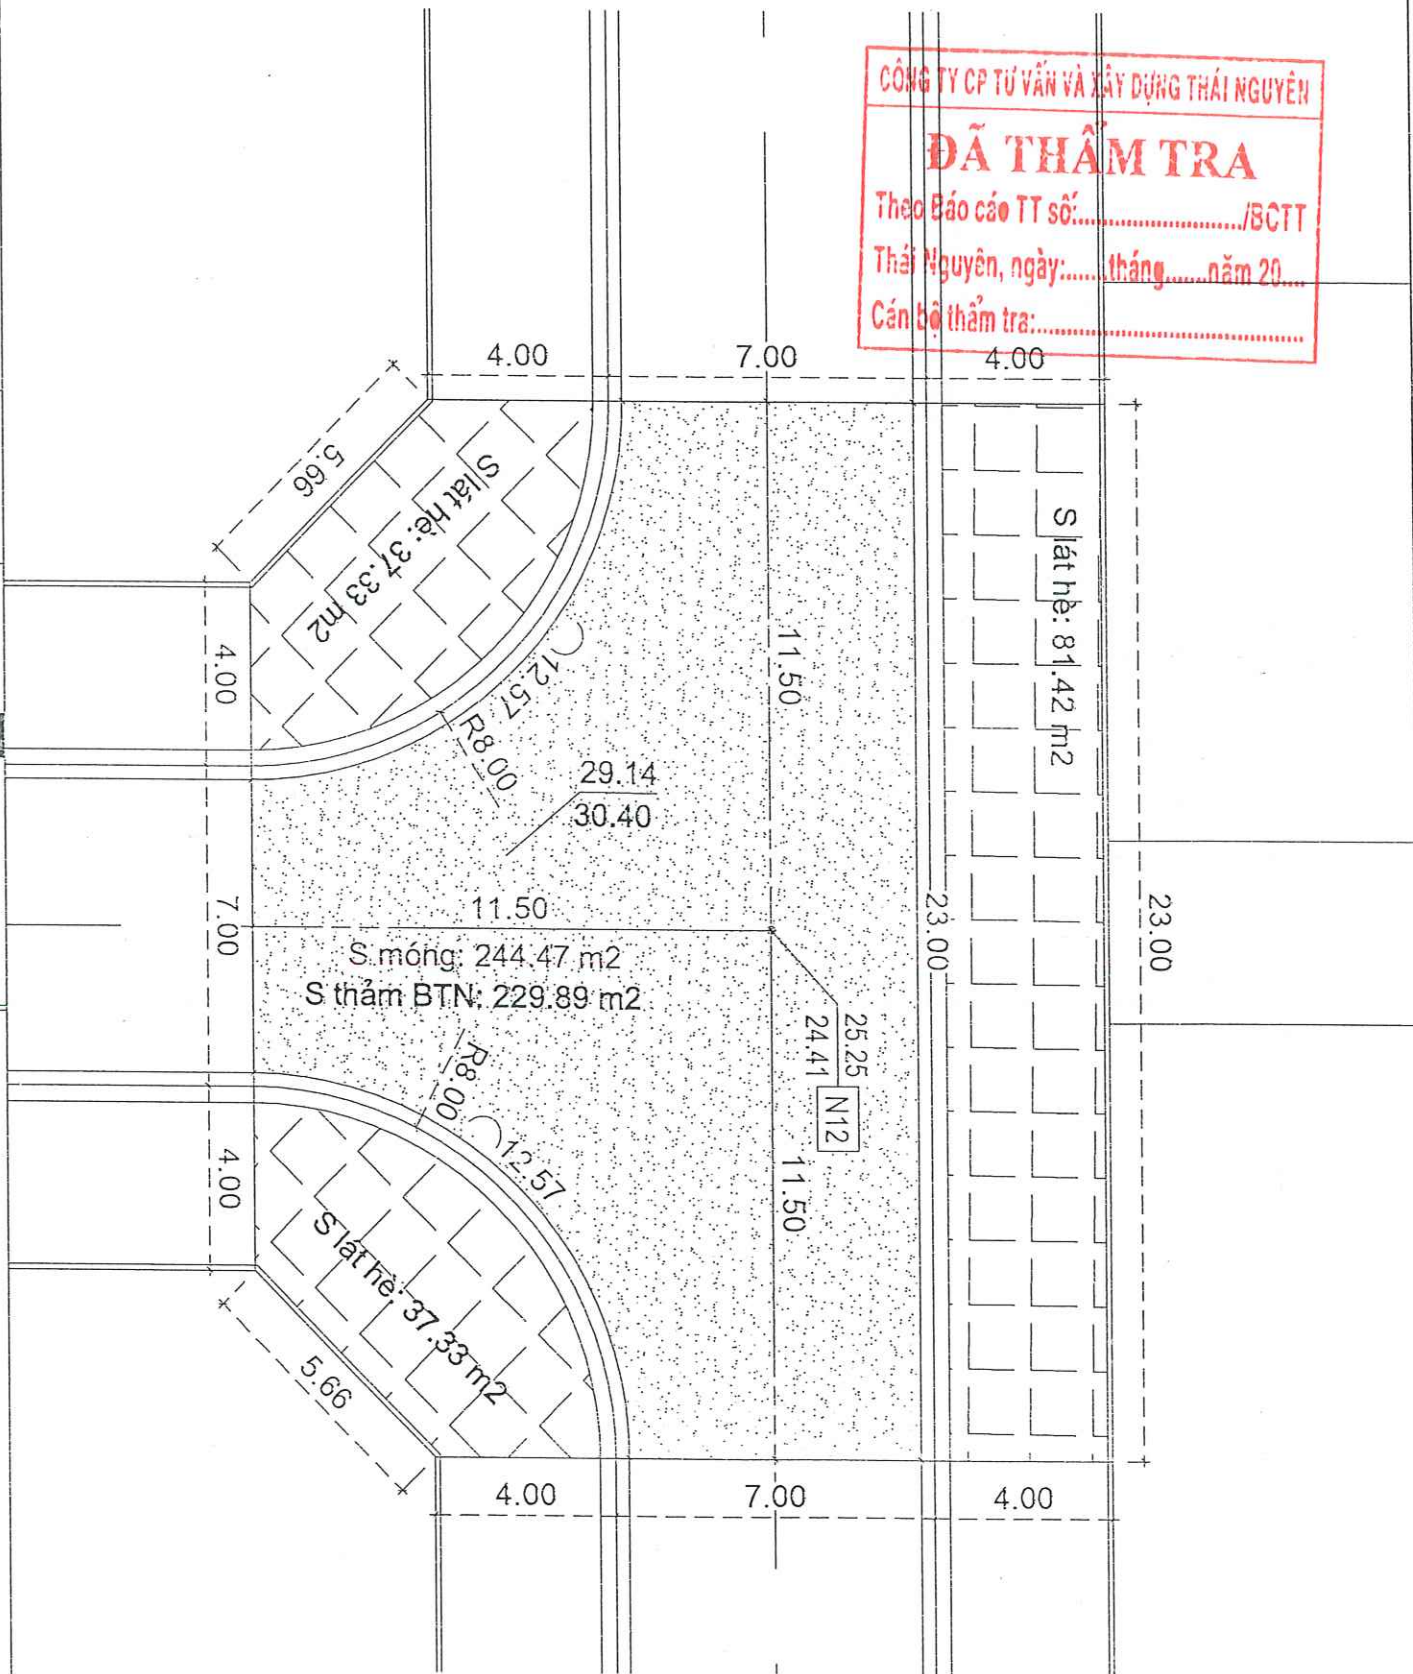 CÔNG TY CP TƯ VẤN VÀ XÂY DỰNG THÁI NGUYÊN
ĐÃ THẨM TRA
Theo Báo cáo TT số:............................/BCTT
Thái Nguyên, ngày:.......tháng.......năm 20....
Cán bộ thẩm tra:..............................................
4.00
7.00
4.00
5.66
S lát hè: 37.33 m2
S lát hè: 81.42 m2
4.00
12.57
R8.00
11.50
29.14
30.40
7.00
11.50
23.00
23.00
S móng: 244.47 m2
S thảm BTN: 229.89 m2
25.25
24.41
N12
R8.00
12.57
11.50
4.00
S lát hè: 37.33 m2
5.66
4.00
7.00
4.00